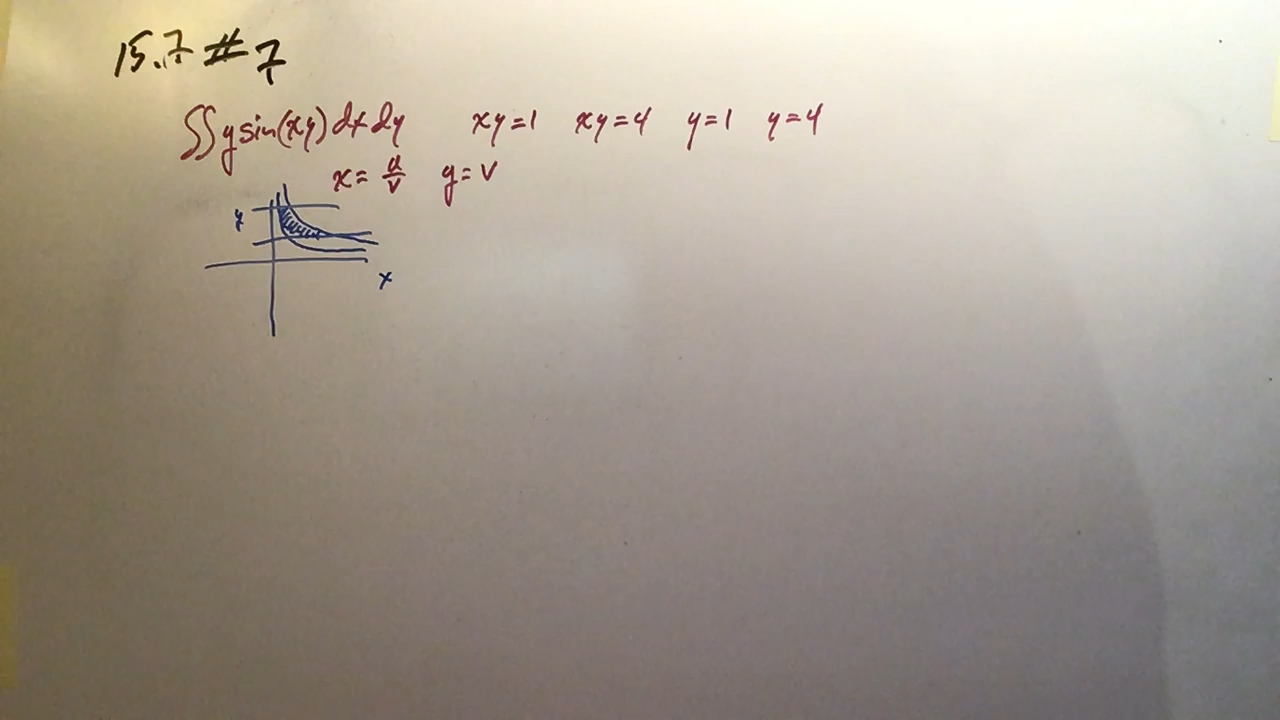 15.7 #7
∬ y sin(xy) dx dy xy=1 xy=4 y=1 y=4
x = u/v y = v
y
x